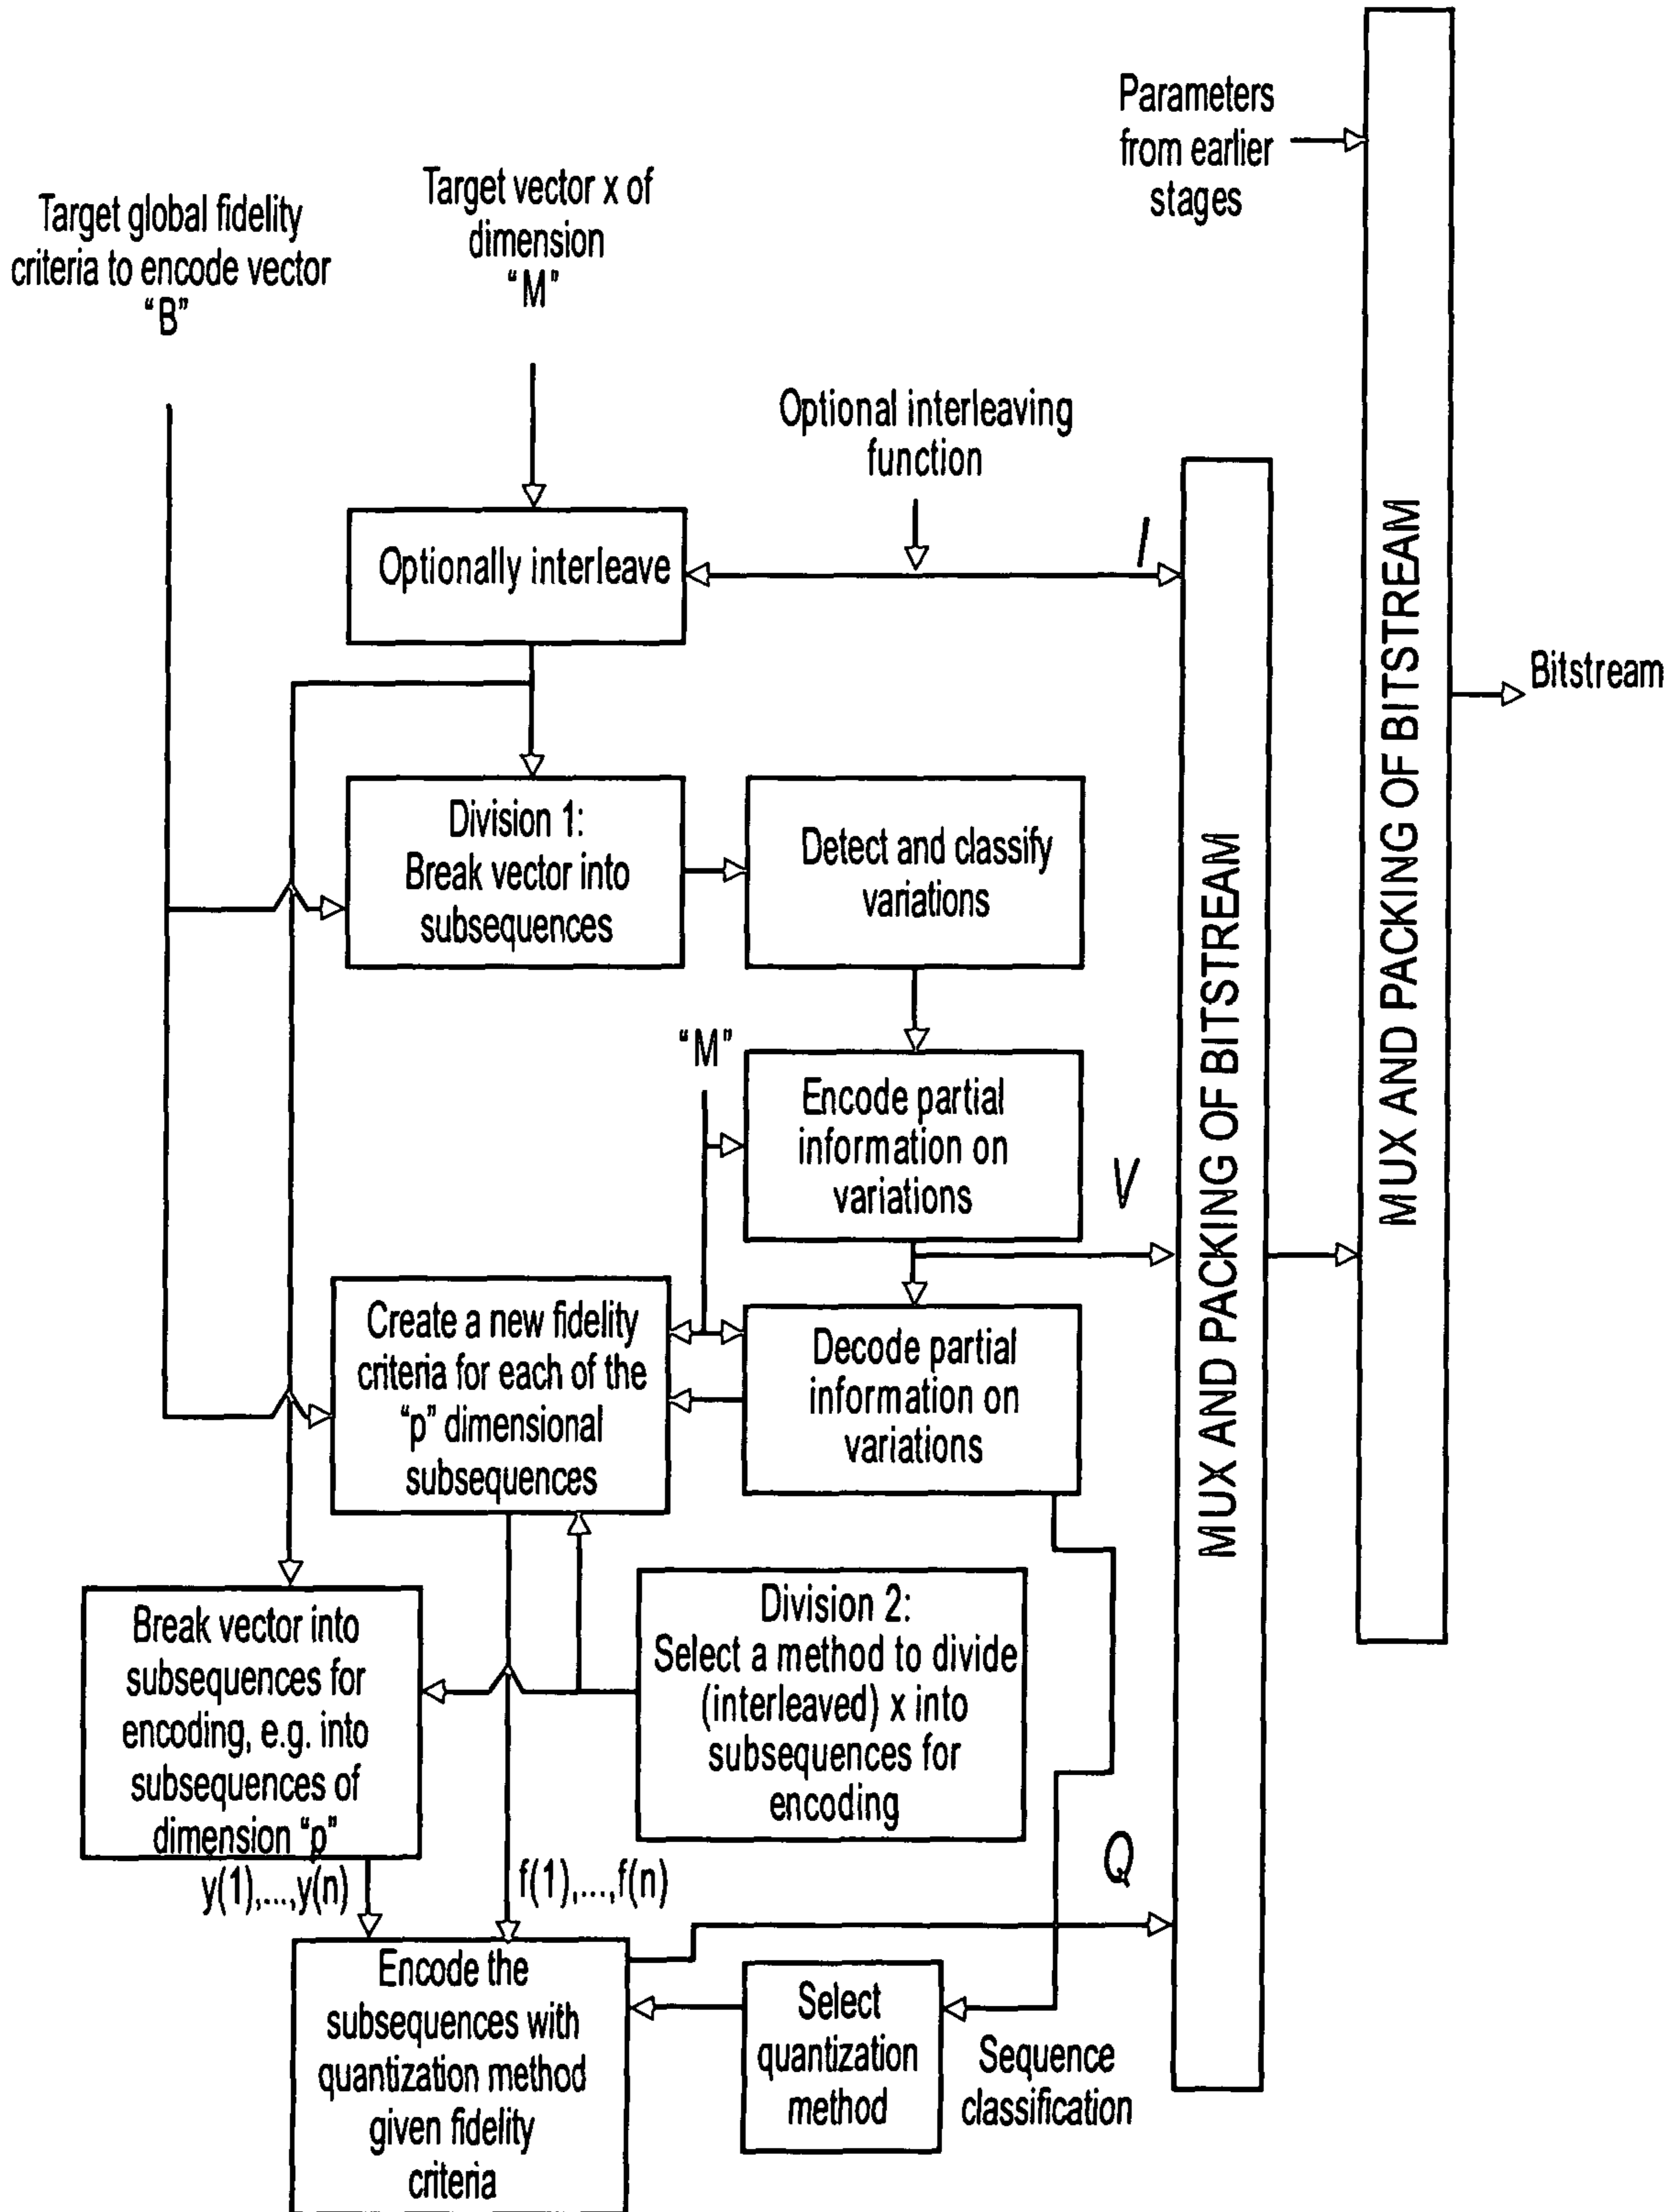 Parameters
from earlier
stages
Target vector x of
dimension
“M”
Target global fidelity
criteria to encode vector
“B”
Optional interleaving
function
Optionally interleave
I
MUX AND PACKING OF BITSTREAM
Bitstream
Division 1:
Break vector into
subsequences
Detect and classify
variations
MUX AND PACKING OF BITSTREAM
“M”
Encode partial
information on
variations
V
Create a new fidelity
criteria for each of the
“p” dimensional
subsequences
Decode partial
information on
variations
Break vector into
subsequences for
encoding, e.g. into
subsequences of
dimension “p”
Division 2:
Select a method to divide
(interleaved) x into
subsequences for
encoding
y(1),...,y(n)
f(1),...,f(n)
Q
Encode the
subsequences with
quantization method
given fidelity
criteria
Select
quantization
method
Sequence
classification